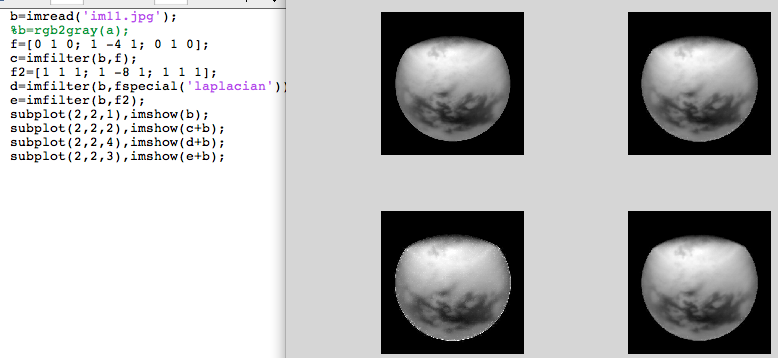 b=imread('im11.jpg');
%b=rgb2gray(a);
f=[0 1 0; 1 -4 1; 0 1 0];
c=imfilter(b,f);
f2=[1 1 1; 1 -8 1; 1 1 1];
d=imfilter(b,fspecial('laplacian'))
e=imfilter(b,f2);
subplot(2,2,1),imshow(b);
subplot(2,2,2),imshow(c+b);
subplot(2,2,4),imshow(d+b);
subplot(2,2,3),imshow(e+b);